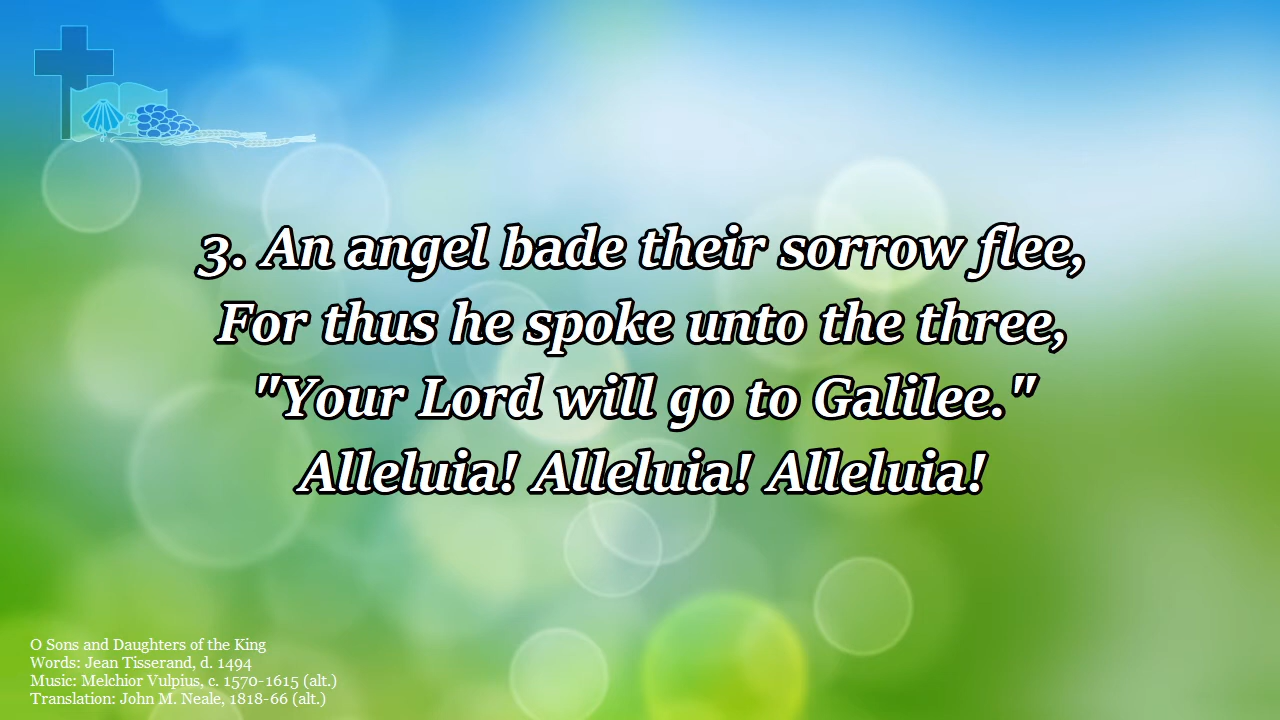 3. An angel bade their sorrow flee,
For thus he spoke unto the three,
"Your Lord will go to Galilee."
Alleluia! Alleluia! Alleluia!
O Sons and Daughters of the King
Words: Jean Tisserand, d. 1494
Music: Melchior Vulpius, c. 1570-1615 (alt.)
Translation: John M. Neale, 1818-66 (alt.)